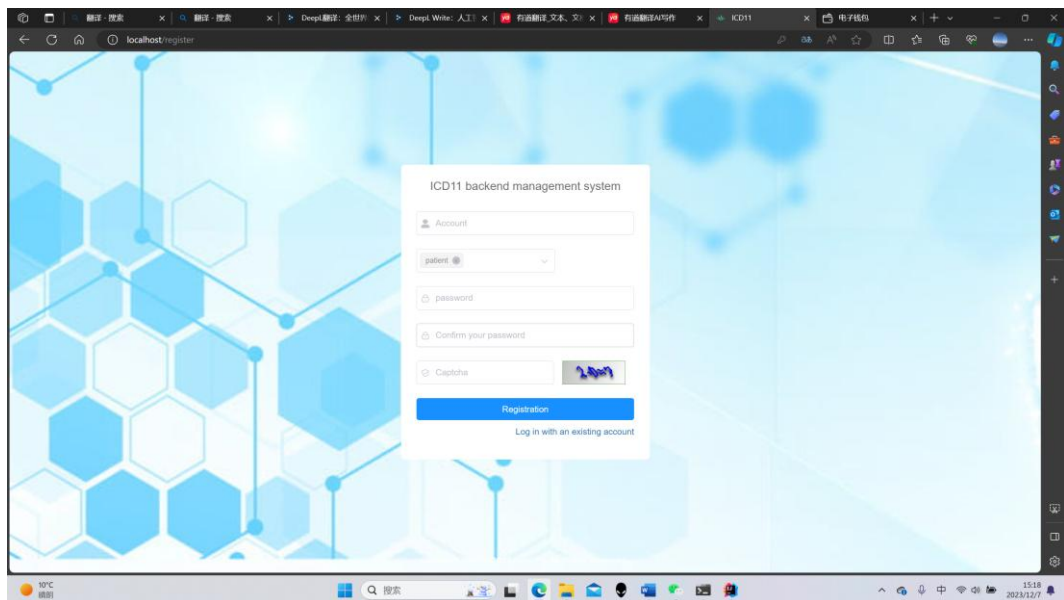 翻译 - 搜索
翻译 - 搜索
DeepL翻译：全世界
DeepL Write：人工
有道翻译_文本、文
有道翻译AI写作
ICD11
电子钱包
localhost/register
ICD11 backend management system
Account
patient
password
Confirm your password
Captcha
Registration
Log in with an existing account
10°C
晴朗
搜索
中
15:18
2023/12/7